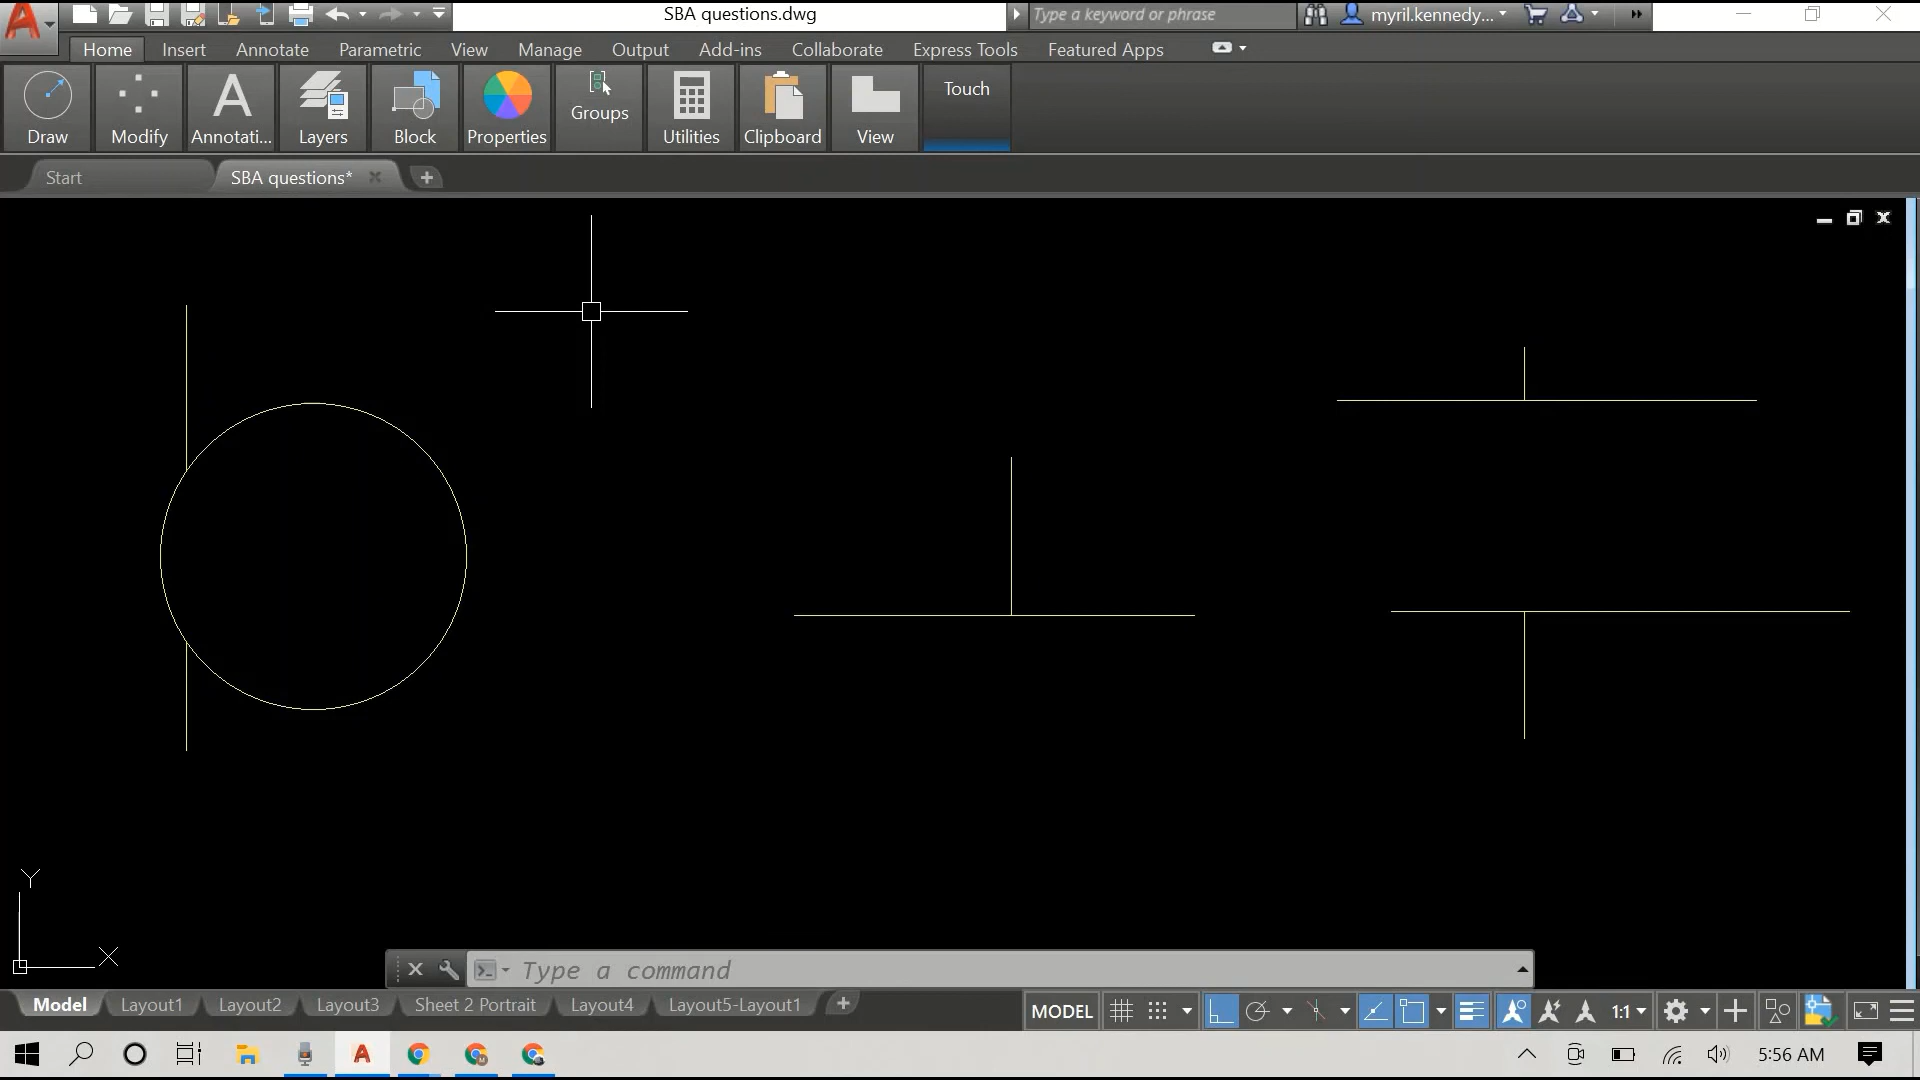 SBA questions.dwg
Type a keyword or phrase
myril.kennedy...
Home Insert Annotate Parametric View Manage Output Add-ins Collaborate Express Tools Featured Apps
Draw Modify Annotati... Layers Block Properties Groups Utilities Clipboard View Touch
Start SBA questions*
Y
X
Type a command
Model Layout1 Layout2 Layout3 Sheet 2 Portrait Layout4 Layout5-Layout1
MODEL 1:1
5:56 AM